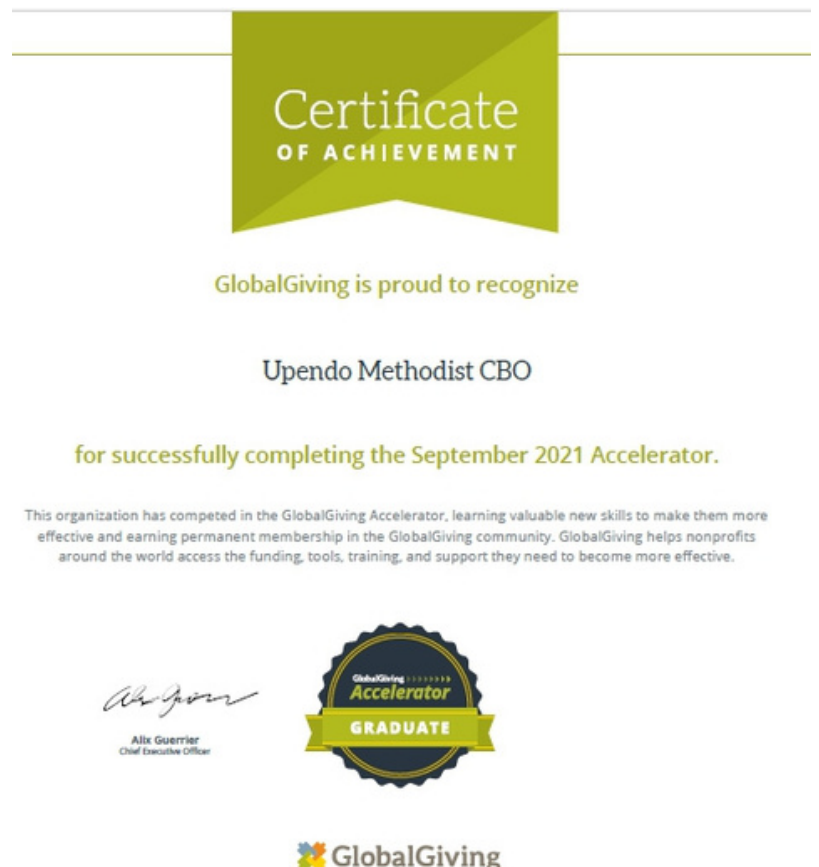 Certificate
OF ACHIEVEMENT
GlobalGiving is proud to recognize
Upendo Methodist CBO
for successfully completing the September 2021 Accelerator.
This organization has competed in the GlobalGiving Accelerator, learning valuable new skills to make them more
effective and earning permanent membership in the GlobalGiving community. GlobalGiving helps nonprofits
around the world access the funding, tools, training, and support they need to become more effective.
Alix Guerrier
Chief Executive Officer
GlobalGiving
Accelerator
GRADUATE
GlobalGiving